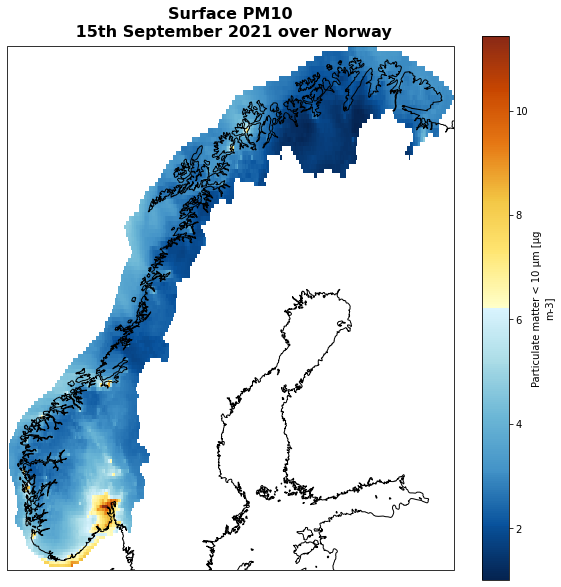 Surface PM10
15th September 2021 over Norway
10
8
6
4
2
Particulate matter < 10 µm [µg
m-3]